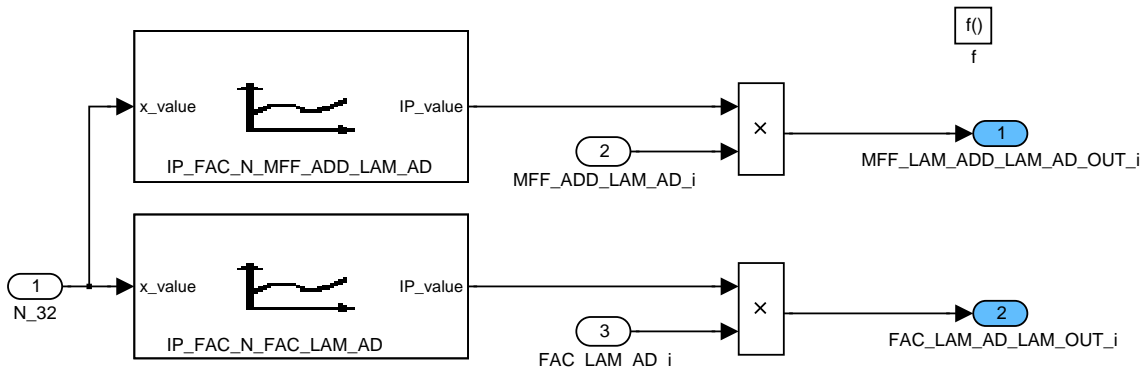 f()
f
x_value
IP_value
IP_FAC_N_MFF_ADD_LAM_AD
2
MFF_ADD_LAM_AD_i
×
1
MFF_LAM_ADD_LAM_AD_OUT_i
1
N_32
x_value
IP_value
IP_FAC_N_FAC_LAM_AD
3
FAC_LAM_AD_i
×
2
FAC_LAM_AD_LAM_OUT_i